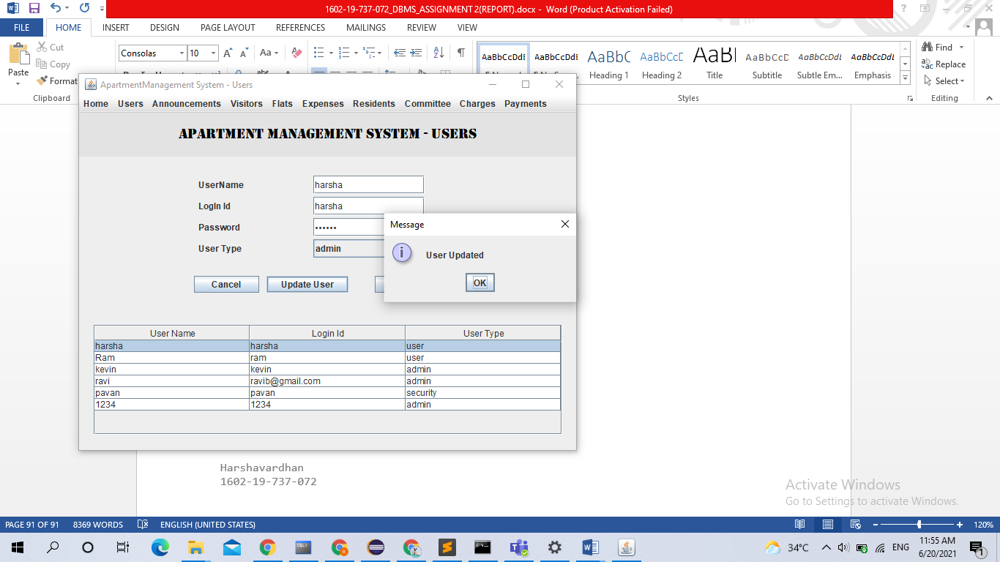 1602-19-737-072_DBMS_ASSIGNMENT 2(REPORT).docx - Word (Product Activation Failed)
FILE HOME INSERT DESIGN PAGE LAYOUT REFERENCES MAILINGS REVIEW VIEW
Paste
Cut
Copy
Format
Clipboard
Consolas 10
Aa
AaBbCcDdE AaBbCcDdE AaBbC AaBbCcD AaB AaBbCcD AaBbCcDdE AaBbCcDdE
Heading 1 Heading 2 Title Subtitle Subtle Em... Emphasis
Styles
Find
Replace
Select
Editing
ApartmentManagement System - Users
Home Users Announcements Visitors Flats Expenses Residents Committee Charges Payments
APARTMENT MANAGEMENT SYSTEM - USERS
UserName harsha
LogIn Id harsha
Password ••••••
User Type admin
Cancel Update User
Message
User Updated
OK
User Name Login Id User Type
harsha harsha user
Ram ram user
kevin kevin admin
ravi ravib@gmail.com admin
pavan pavan security
1234 1234 admin
Harshavardhan
1602-19-737-072
Activate Windows
Go to Settings to activate Windows.
PAGE 91 OF 91 8369 WORDS ENGLISH (UNITED STATES) 120%
34°C ENG 11:55 AM
6/20/2021
1